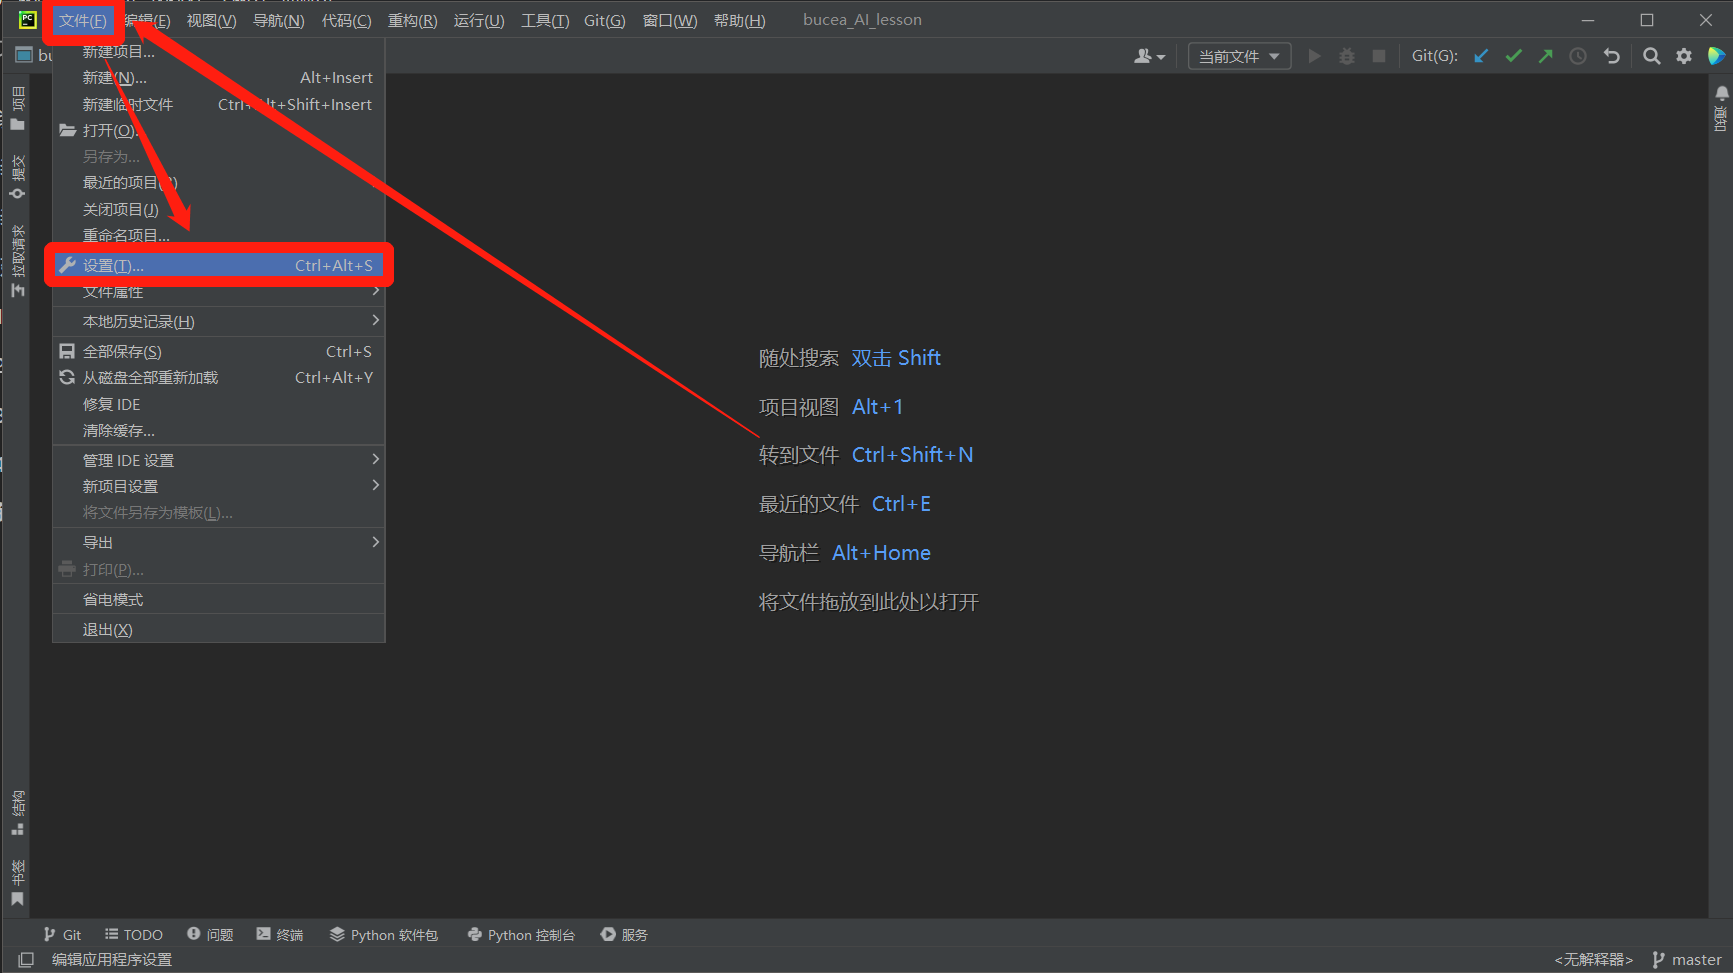 PC
文件(F) 编辑(E) 视图(V) 导航(N) 代码(C) 重构(R) 运行(U) 工具(T) Git(G) 窗口(W) 帮助(H) bucea_AI_lesson
bu
当前文件 Git(G):
新建项目...
新建(N)... Alt+Insert
新建临时文件 Ctrl+Alt+Shift+Insert
打开(O)...
另存为...
最近的项目(R)
关闭项目(J)
重命名项目...
设置(T)... Ctrl+Alt+S
文件属性
本地历史记录(H)
全部保存(S) Ctrl+S
从磁盘全部重新加载 Ctrl+Alt+Y
修复 IDE
清除缓存...
管理 IDE 设置
新项目设置
将文件另存为模板(L)...
导出
打印(P)...
省电模式
退出(X)
项目
提交
拉取请求
结构
书签
通知
随处搜索 双击 Shift
项目视图 Alt+1
转到文件 Ctrl+Shift+N
最近的文件 Ctrl+E
导航栏 Alt+Home
将文件拖放到此处以打开
Git TODO 问题 终端 Python 软件包 Python 控制台 服务
编辑应用程序设置 <无解释器> master